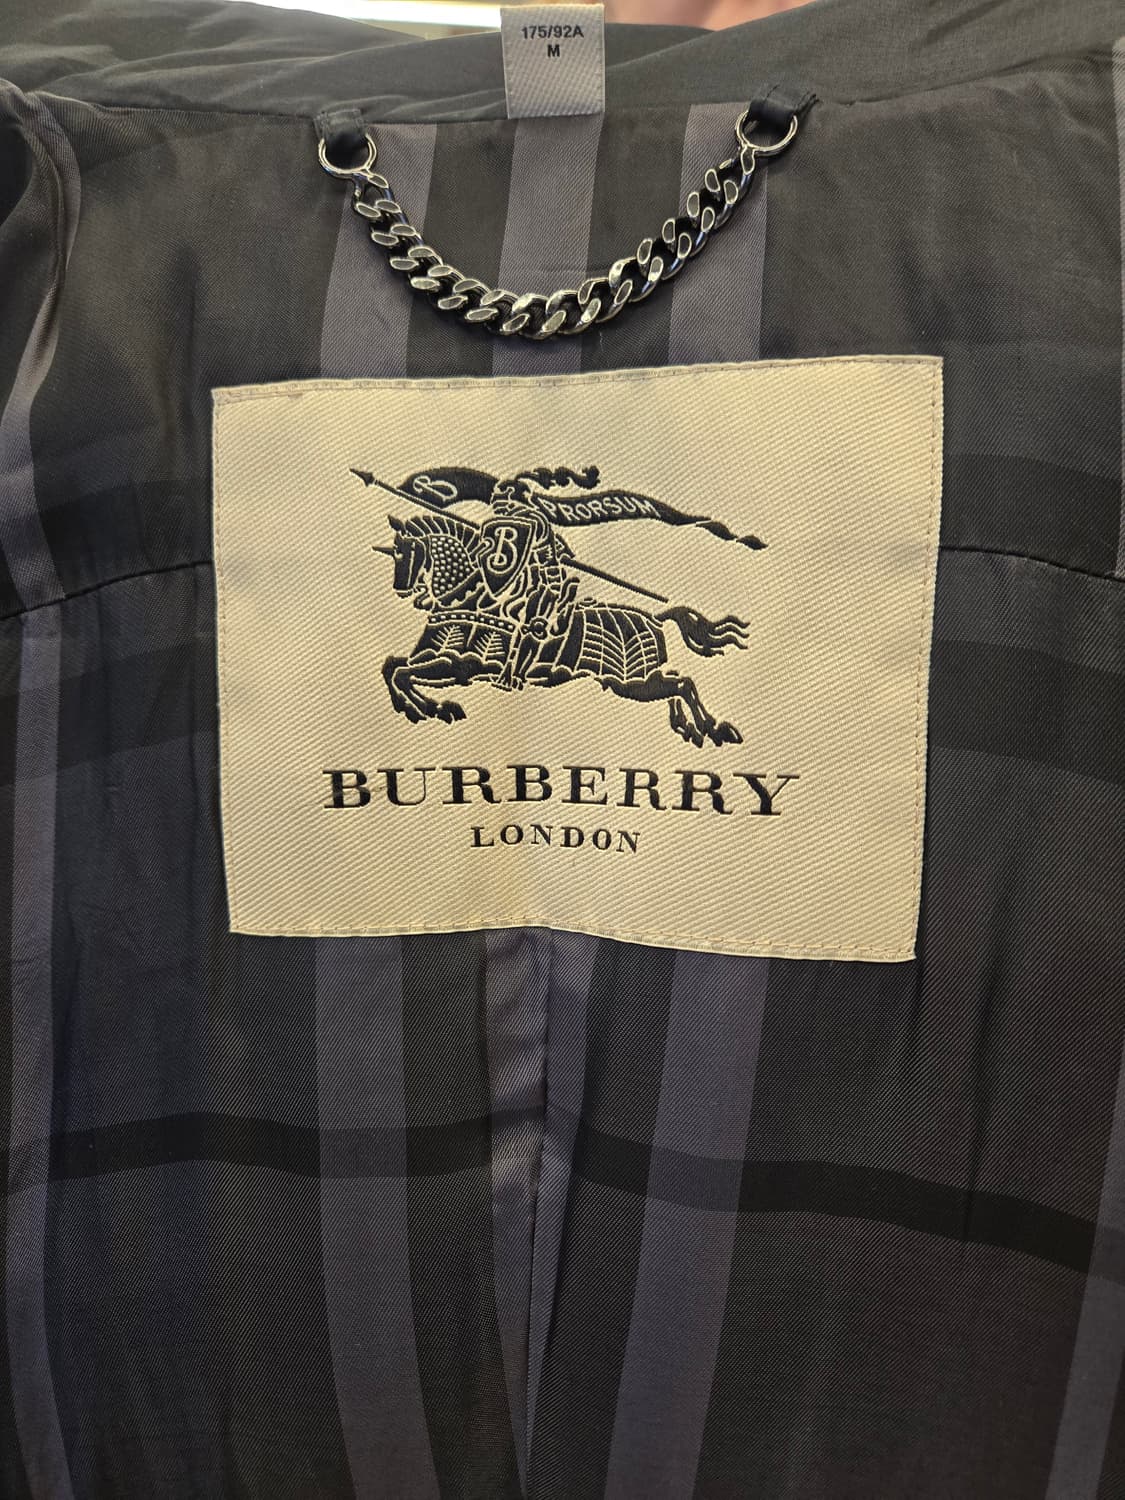 175/92A
M
B PRORSUM
B
BURBERRY
LONDON